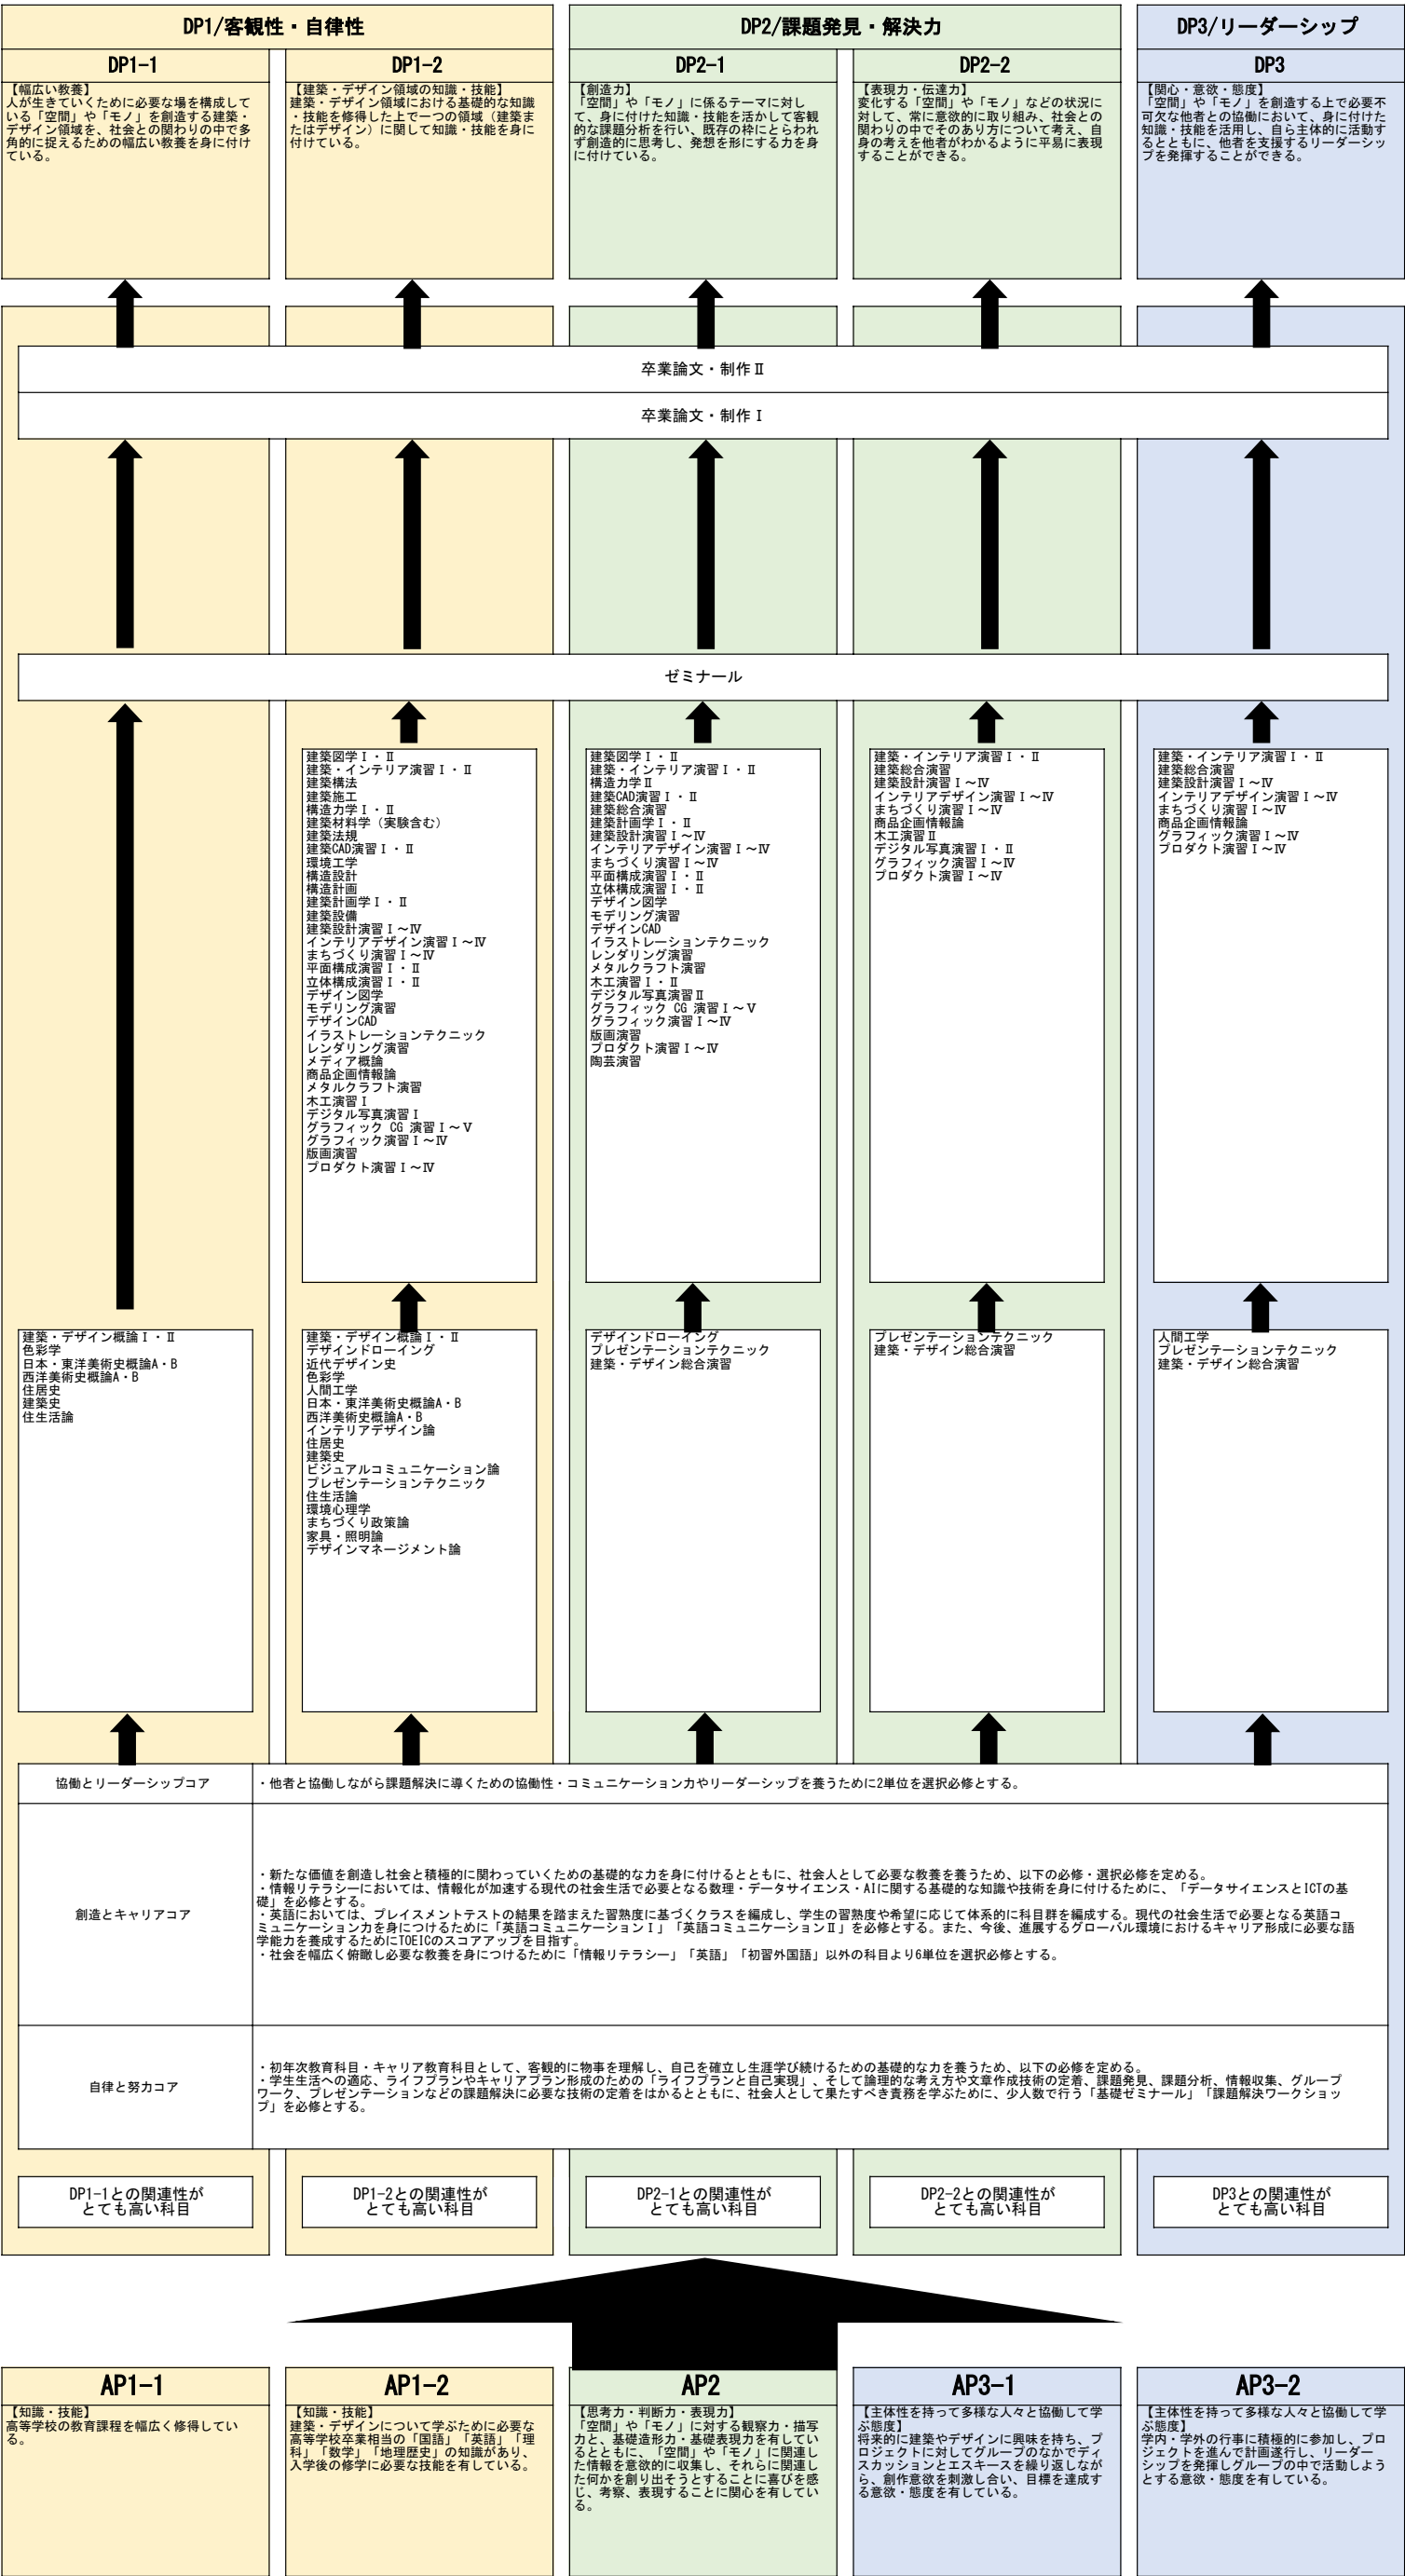 DP1/客観性・自律性
DP2/課題発見・解決力
DP3/リーダーシップ
DP1-1
DP1-2
DP2-1
DP2-2
DP3
【幅広い教養】
人が生きていくために必要な場を構成して
いる「空間」や「モノ」を創造する建築・
デザイン領域を、社会との関わりの中で多
角的に捉えるための幅広い教養を身に付け
ている。
【建築・デザイン領域の知識・技能】
建築・デザイン領域における基礎的な知識
・技能を修得した上で一つの領域（建築ま
たはデザイン）に関して知識・技能を身に
付けている。
【創造力】
「空間」や「モノ」に係るテーマに対し
て、身に付けた知識・技能を活かして客観
的な課題分析を行い、既存の枠にとらわれ
ず創造的に思考し、発想を形にする力を身
に付けている。
【表現力・伝達力】
変化する「空間」や「モノ」などの状況に
対して、常に意欲的に取り組み、社会との
関わりの中でそのあり方について考え、自
身の考えを他者がわかるように平易に表現
することができる。
【関心・意欲・態度】
「空間」や「モノ」を創造する上で必要不
可欠な他者との協働において、身に付けた
知識・技能を活用し、自ら主体的に活動す
るとともに、他者を支援するリーダーシッ
プを発揮することができる。
卒業論文・制作Ⅱ
卒業論文・制作Ⅰ
ゼミナール
建築図学Ⅰ・Ⅱ
建築・インテリア演習Ⅰ・Ⅱ
建築構法
建築施工
構造力学Ⅰ・Ⅱ
建築材料学（実験含む）
建築法規
建築CAD演習Ⅰ・Ⅱ
環境工学
構造設計
構造計画
建築計画学Ⅰ・Ⅱ
建築設備
建築設計演習Ⅰ～Ⅳ
インテリアデザイン演習Ⅰ～Ⅳ
まちづくり演習Ⅰ～Ⅳ
平面構成演習Ⅰ・Ⅱ
立体構成演習Ⅰ・Ⅱ
デザイン図学
モデリング演習
デザインCAD
イラストレーションテクニック
レンダリング演習
メディア概論
商品企画情報論
メタルクラフト演習
木工演習Ⅰ
デジタル写真演習Ⅰ
グラフィック CG 演習Ⅰ～Ⅴ
グラフィック演習Ⅰ～Ⅳ
版画演習
プロダクト演習Ⅰ～Ⅳ
建築図学Ⅰ・Ⅱ
建築・インテリア演習Ⅰ・Ⅱ
構造力学Ⅱ
建築CAD演習Ⅰ・Ⅱ
建築総合演習
建築計画学Ⅰ・Ⅱ
建築設計演習Ⅰ～Ⅳ
インテリアデザイン演習Ⅰ～Ⅳ
まちづくり演習Ⅰ～Ⅳ
平面構成演習Ⅰ・Ⅱ
立体構成演習Ⅰ・Ⅱ
デザイン図学
モデリング演習
デザインCAD
イラストレーションテクニック
レンダリング演習
メタルクラフト演習
木工演習Ⅰ・Ⅱ
デジタル写真演習Ⅱ
グラフィック CG 演習Ⅰ～Ⅴ
グラフィック演習Ⅰ～Ⅳ
版画演習
プロダクト演習Ⅰ～Ⅳ
陶芸演習
建築・インテリア演習Ⅰ・Ⅱ
建築総合演習
建築設計演習Ⅰ～Ⅳ
インテリアデザイン演習Ⅰ～Ⅳ
まちづくり演習Ⅰ～Ⅳ
商品企画情報論
木工演習Ⅱ
デジタル写真演習Ⅰ・Ⅱ
グラフィック演習Ⅰ～Ⅳ
プロダクト演習Ⅰ～Ⅳ
建築・インテリア演習Ⅰ・Ⅱ
建築総合演習
建築設計演習Ⅰ～Ⅳ
インテリアデザイン演習Ⅰ～Ⅳ
まちづくり演習Ⅰ～Ⅳ
商品企画情報論
グラフィック演習Ⅰ～Ⅳ
プロダクト演習Ⅰ～Ⅳ
建築・デザイン概論Ⅰ・Ⅱ
色彩学
日本・東洋美術史概論A・B
西洋美術史概論A・B
住居史
建築史
住生活論
建築・デザイン概論Ⅰ・Ⅱ
デザインドローイング
近代デザイン史
色彩学
人間工学
日本・東洋美術史概論A・B
西洋美術史概論A・B
インテリアデザイン論
住居史
建築史
ビジュアルコミュニケーション論
プレゼンテーションテクニック
住生活論
環境心理学
まちづくり政策論
家具・照明論
デザインマネージメント論
デザインドローイング
プレゼンテーションテクニック
建築・デザイン総合演習
プレゼンテーションテクニック
建築・デザイン総合演習
人間工学
プレゼンテーションテクニック
建築・デザイン総合演習
協働とリーダーシップコア
・他者と協働しながら課題解決に導くための協働性・コミュニケーション力やリーダーシップを養うために2単位を選択必修とする。
創造とキャリアコア
・新たな価値を創造し社会と積極的に関わっていくための基礎的な力を身に付けるとともに、社会人として必要な教養を養うため、以下の必修・選択必修を定める。
・情報リテラシーにおいては、情報化が加速する現代の社会生活で必要となる数理・データサイエンス・AIに関する基礎的な知識や技術を身に付けるために、「データサイエンスとICTの基
礎」を必修とする。
・英語においては、プレイスメントテストの結果を踏まえた習熟度に基づくクラスを編成し、学生の習熟度や希望に応じて体系的に科目群を編成する。現代の社会生活で必要となる英語コ
ミュニケーション力を身につけるために「英語コミュニケーションⅠ」「英語コミュニケーションⅡ」を必修とする。また、今後、進展するグローバル環境におけるキャリア形成に必要な語
学能力を養成するためにTOEICのスコアアップを目指す。
・社会を幅広く俯瞰し必要な教養を身につけるために「情報リテラシー」「英語」「初習外国語」以外の科目より6単位を選択必修とする。
自律と努力コア
・初年次教育科目・キャリア教育科目として、客観的に物事を理解し、自己を確立し生涯学び続けるための基礎的な力を養うため、以下の必修を定める。
・学生生活への適応、ライフプランやキャリアプラン形成のための「ライフプランと自己実現」、そして論理的な考え方や文章作成技術の定着、課題発見、課題分析、情報収集、グループ
ワーク、プレゼンテーションなどの課題解決に必要な技術の定着をはかるとともに、社会人として果たすべき責務を学ぶために、少人数で行う「基礎ゼミナール」「課題解決ワークショッ
プ」を必修とする。
DP1-1との関連性が
とても高い科目
DP1-2との関連性が
とても高い科目
DP2-1との関連性が
とても高い科目
DP2-2との関連性が
とても高い科目
DP3との関連性が
とても高い科目
AP1-1
AP1-2
AP2
AP3-1
AP3-2
【知識・技能】
高等学校の教育課程を幅広く修得してい
る。
【知識・技能】
建築・デザインについて学ぶために必要な
高等学校卒業相当の「国語」「英語」「理
科」「数学」「地理歴史」の知識があり、
入学後の修学に必要な技能を有している。
【思考力・判断力・表現力】
「空間」や「モノ」に対する観察力・描写
力と、基礎造形力・基礎表現力を有してい
るとともに、「空間」や「モノ」に関連し
た情報を意欲的に収集し、それらに関連し
た何かを創り出そうとすることに喜びを感
じ、考察、表現することに関心を有してい
る。
【主体性を持って多様な人々と協働して学
ぶ態度】
将来的に建築やデザインに興味を持ち、プ
ロジェクトに対してグループのなかでディ
スカッションとエスキースを繰り返しなが
ら、創作意欲を刺激し合い、目標を達成す
る意欲・態度を有している。
【主体性を持って多様な人々と協働して学
ぶ態度】
学内・学外の行事に積極的に参加し、プロ
ジェクトを進んで計画遂行し、リーダー
シップを発揮しグループの中で活動しよう
とする意欲・態度を有している。